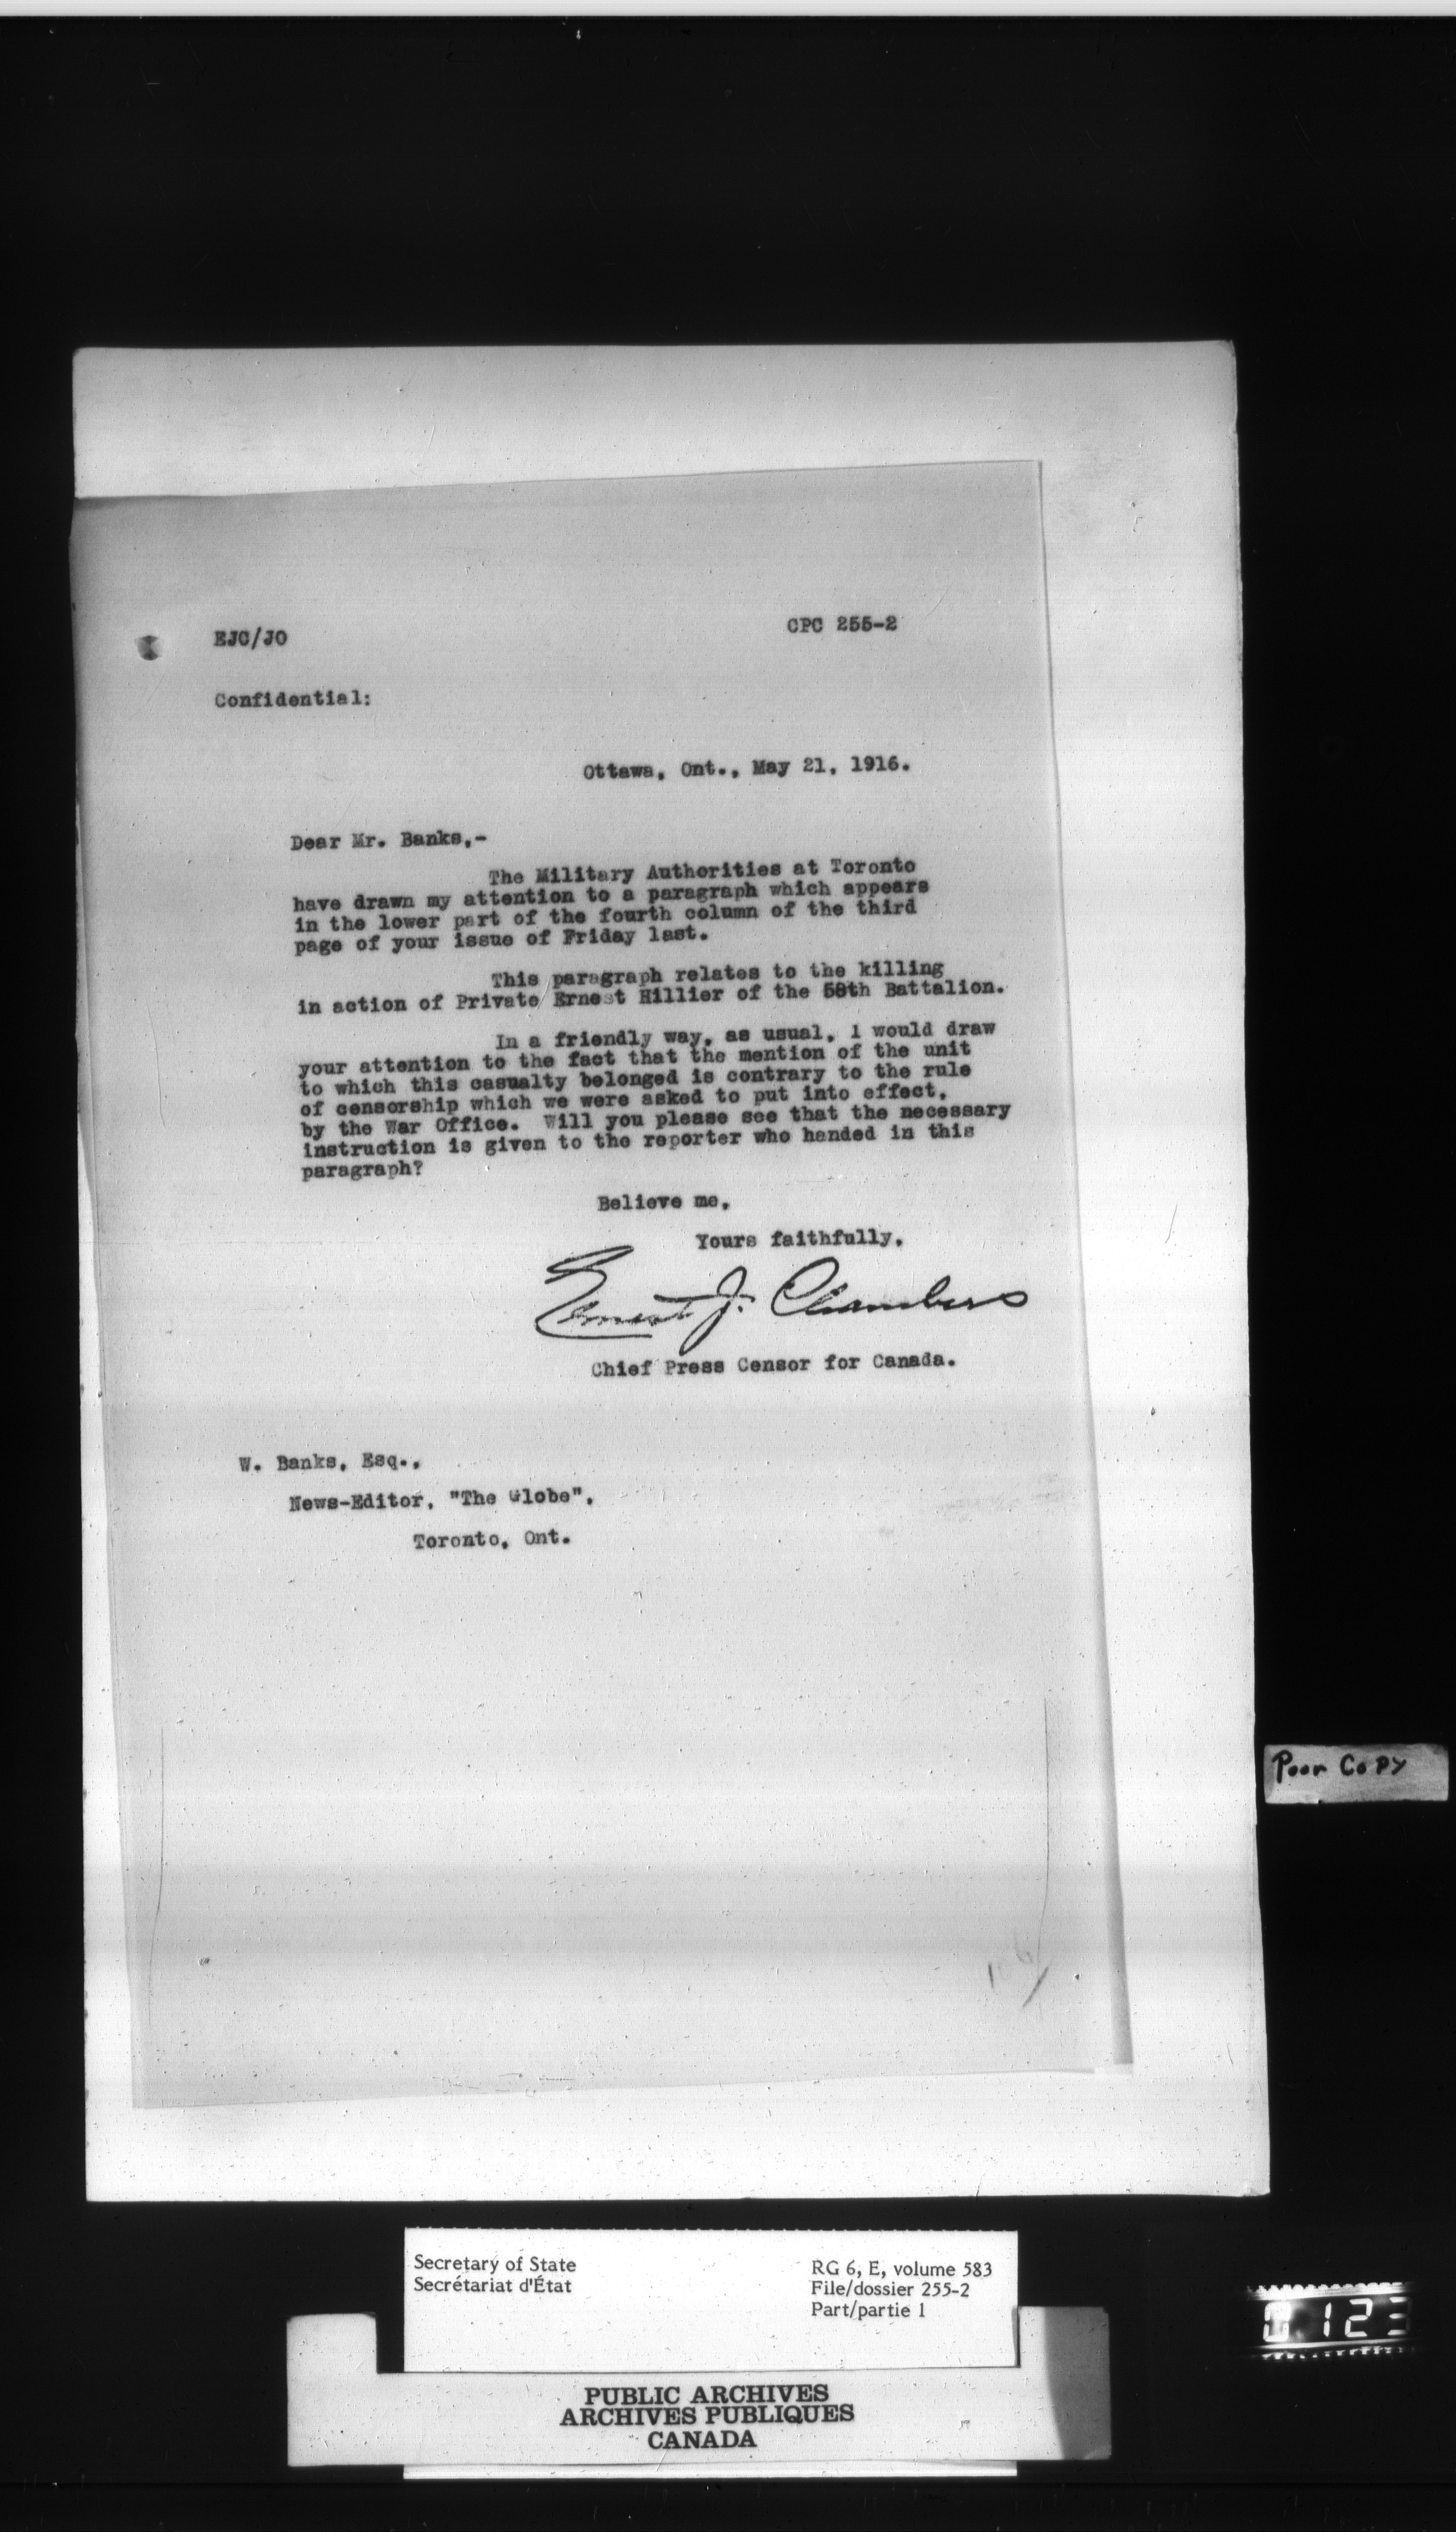 EJC/JO
CPC 255-2
Confidential:
Ottawa, Ont., May 21, 1916.
Dear Mr. Banks,-
The Military Authorities at Toronto
have drawn my attention to a paragraph which appears
in the lower part of the fourth column of the third
page of your issue of Friday last.
This paragraph relates to the killing
in action of Private Ernest Hillier of the 58th Battalion.
In a friendly way, as usual, I would draw
your attention to the fact that the mention of the unit
to which this casualty belonged is contrary to the rule
of censorship which we were asked to put into effect,
by the War Office. Will you please see that the necessary
instruction is given to the reporter who handed in this
paragraph?
Believe me,
Yours faithfully,
Ernest J. Chambers
Chief Press Censor for Canada.
W. Banks, Esq.,
News-Editor, "The Globe",
Toronto, Ont.
Poor Copy
Secretary of State
Secrétariat d'État
RG 6, E, volume 583
File/dossier 255-2
Part/partie 1
PUBLIC ARCHIVES
ARCHIVES PUBLIQUES
CANADA